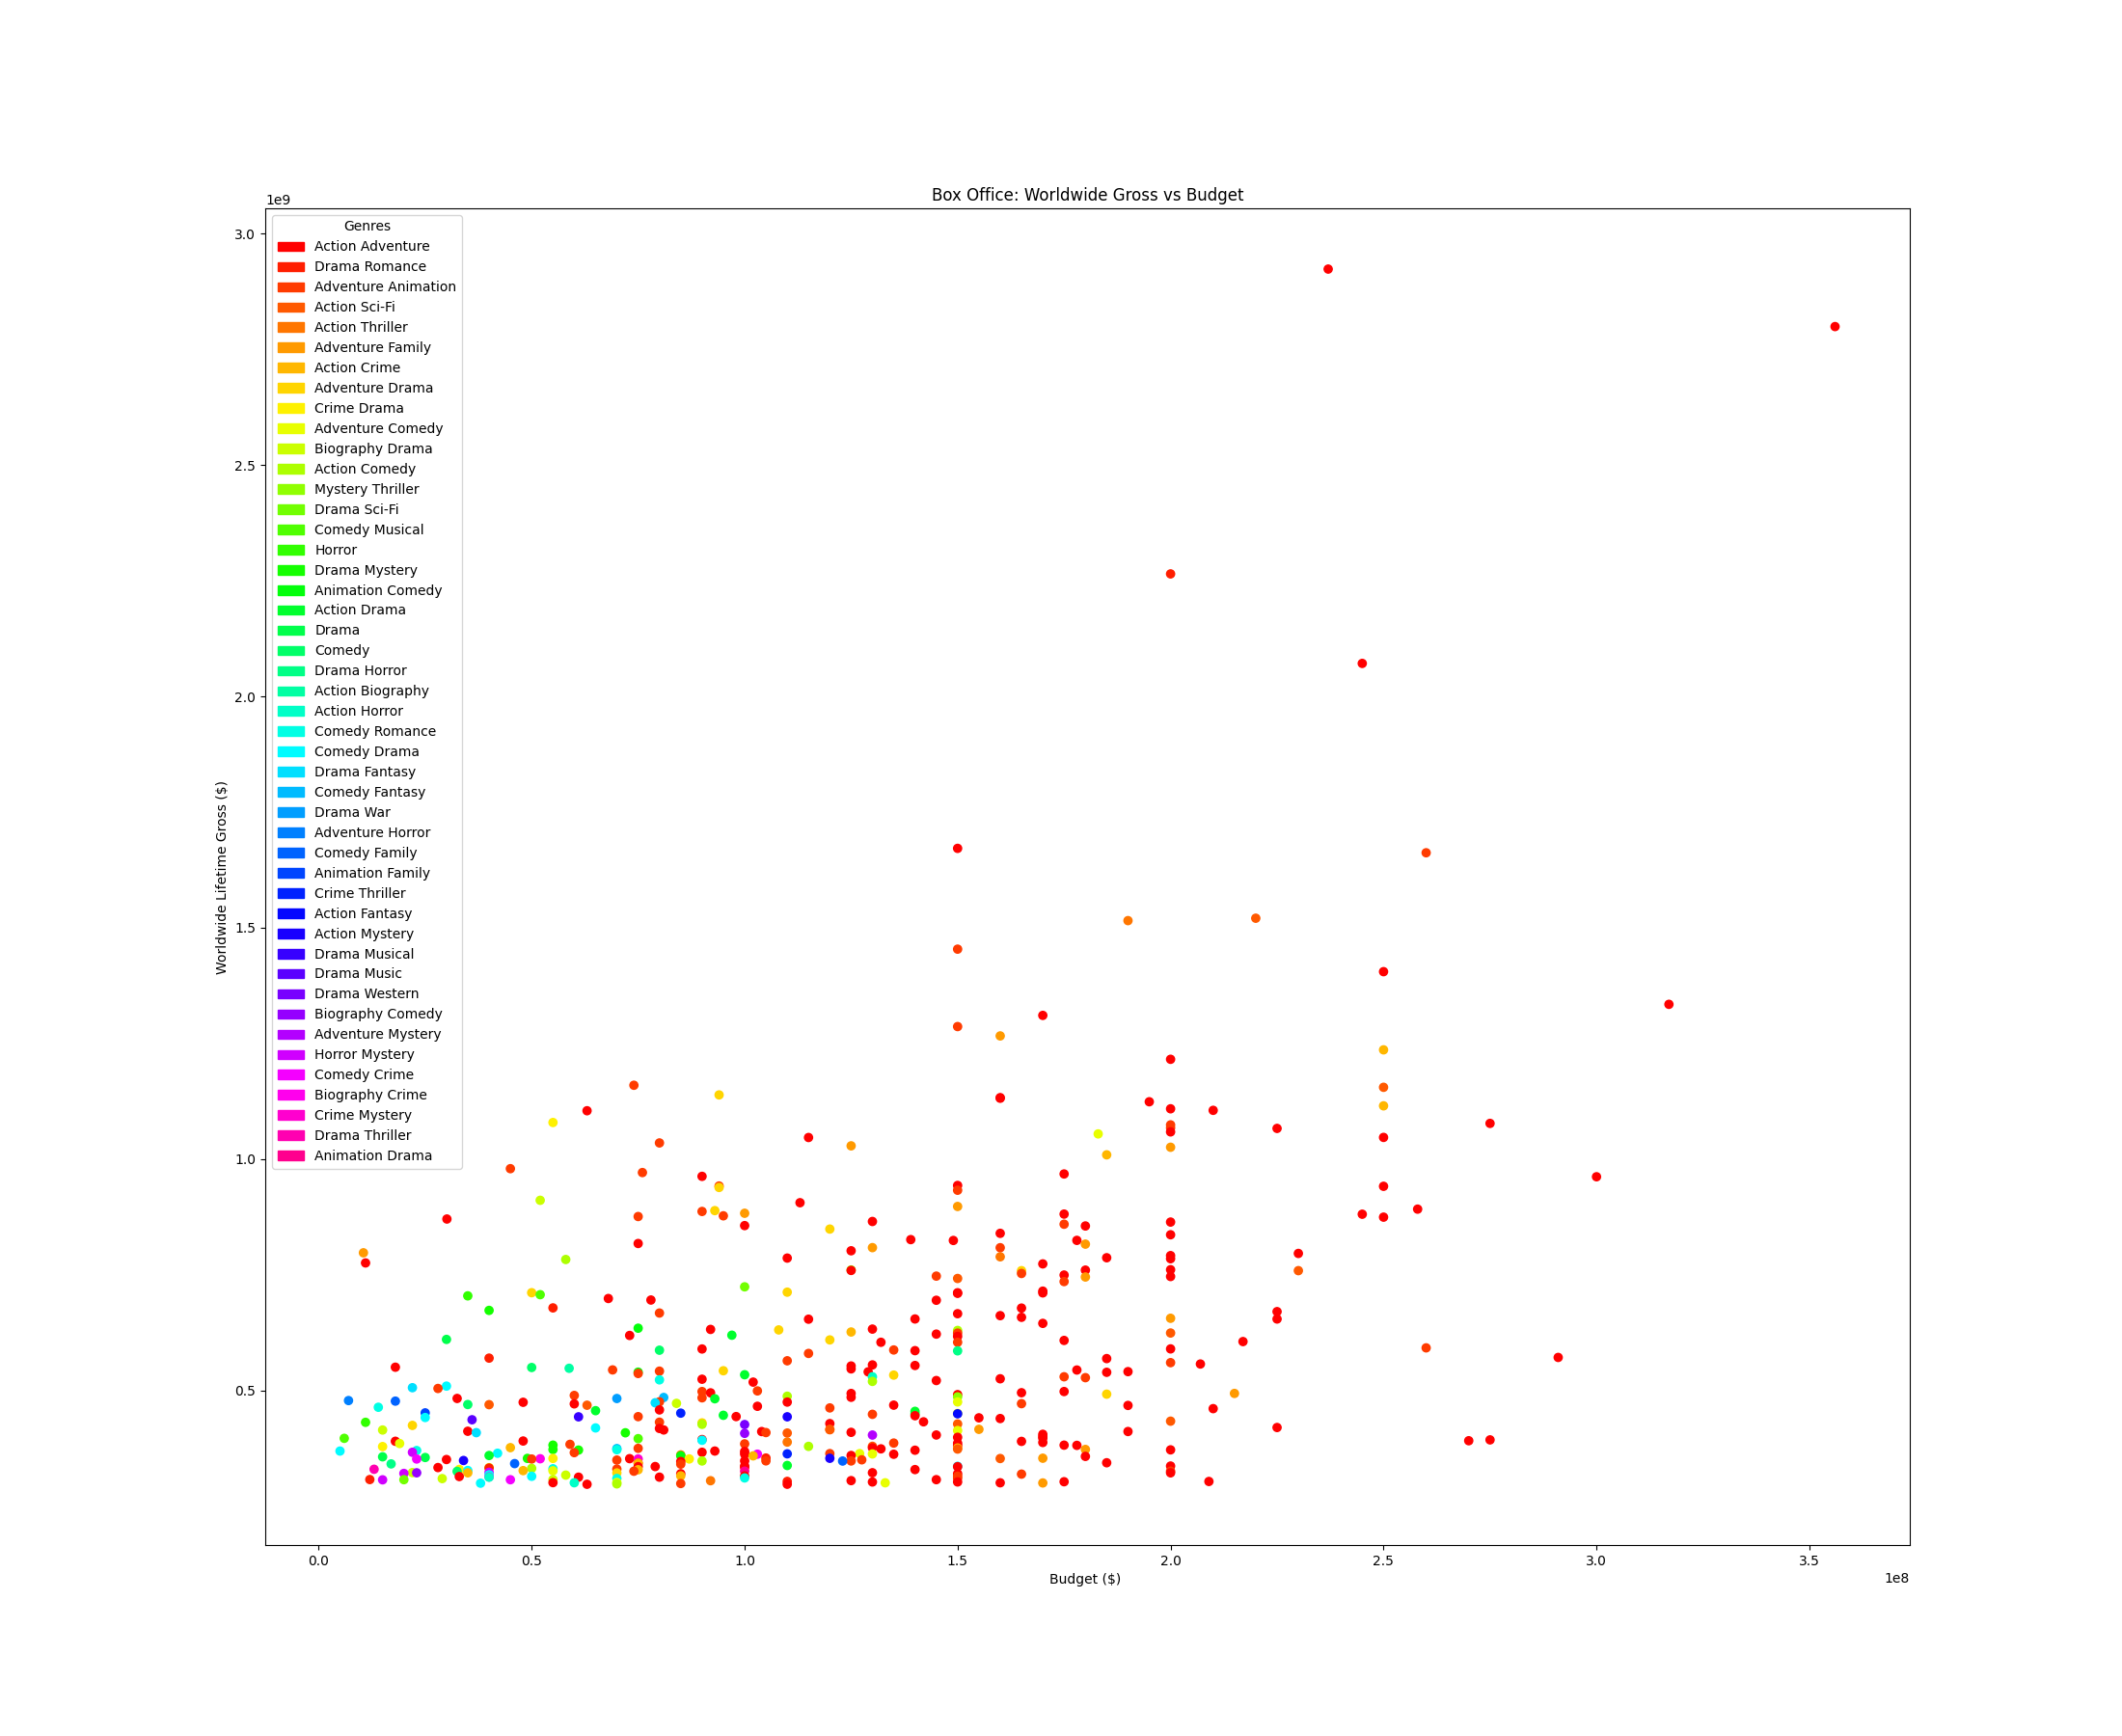 Box Office: Worldwide Gross vs Budget
1e9
3.0
2.5
2.0
1.5
1.0
0.5
Worldwide Lifetime Gross ($)
Genres
Action Adventure
Drama Romance
Adventure Animation
Action Sci-Fi
Action Thriller
Adventure Family
Action Crime
Adventure Drama
Crime Drama
Adventure Comedy
Biography Drama
Action Comedy
Mystery Thriller
Drama Sci-Fi
Comedy Musical
Horror
Drama Mystery
Animation Comedy
Action Drama
Drama
Comedy
Drama Horror
Action Biography
Action Horror
Comedy Romance
Comedy Drama
Drama Fantasy
Comedy Fantasy
Drama War
Adventure Horror
Comedy Family
Animation Family
Crime Thriller
Action Fantasy
Action Mystery
Drama Musical
Drama Music
Drama Western
Biography Comedy
Adventure Mystery
Horror Mystery
Comedy Crime
Biography Crime
Crime Mystery
Drama Thriller
Animation Drama
0.0 0.5 1.0 1.5 2.0 2.5 3.0 3.5
Budget ($)
1e8